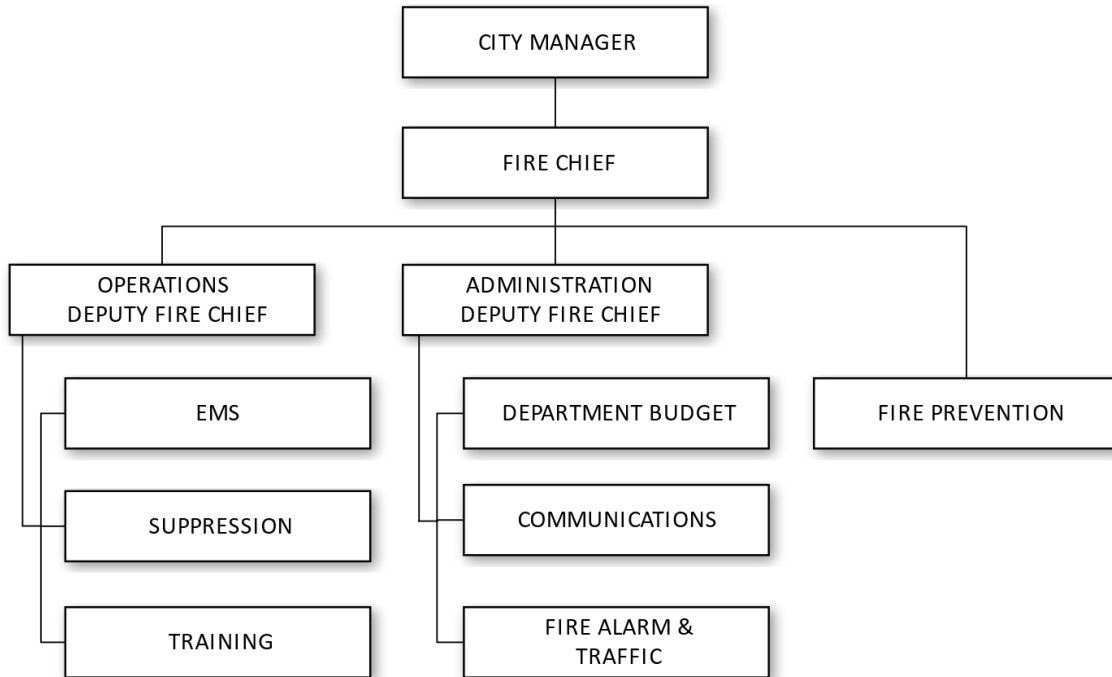 CITY MANAGER
FIRE CHIEF
OPERATIONS
DEPUTY FIRE CHIEF
ADMINISTRATION
DEPUTY FIRE CHIEF
EMS
DEPARTMENT BUDGET
FIRE PREVENTION
SUPPRESSION
COMMUNICATIONS
TRAINING
FIRE ALARM &
TRAFFIC